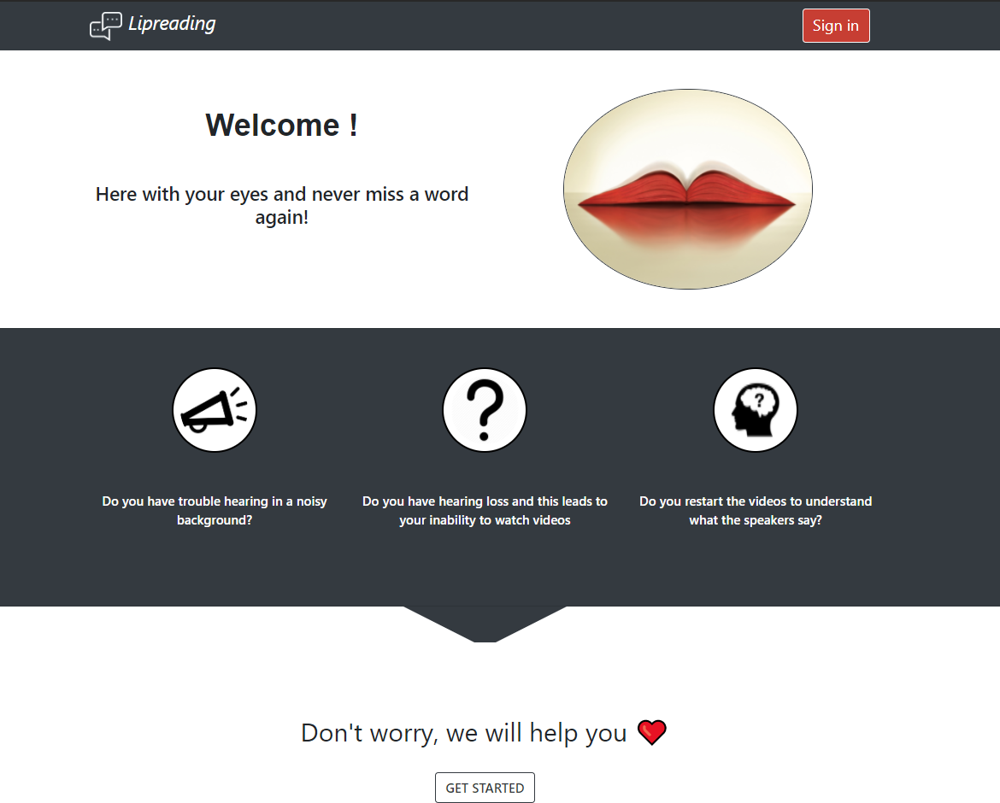 Lipreading
Sign in
Welcome !
Here with your eyes and never miss a word
again!
?
?
Do you have trouble hearing in a noisy
background?
Do you have hearing loss and this leads to
your inability to watch videos
Do you restart the videos to understand
what the speakers say?
Don't worry, we will help you
GET STARTED